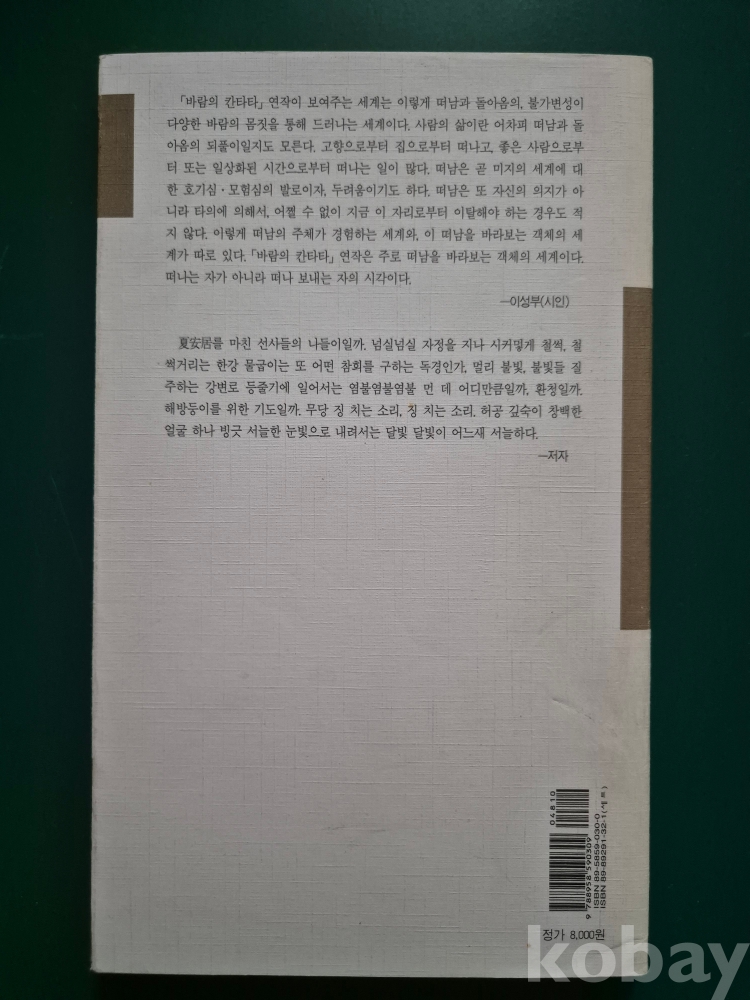 「바람의 칸타타」 연작이 보여주는 세계는 이렇게 떠남과 돌아옴의, 불가변성이
다양한 바람의 몸짓을 통해 드러나는 세계이다. 사람의 삶이란 어차피 떠남과 돌
아옴의 되풀이일지도 모른다. 고향으로부터 집으로부터 떠나고, 좋은 사람으로부
터 또는 일상화된 시간으로부터 떠나는 일이 많다. 떠남은 곧 미지의 세계에 대
한 호기심·모험심의 발로이자, 두려움이기도 하다. 떠남은 또 자신의 의지가 아
니라 타의에 의해서, 어쩔 수 없이 지금 이 자리로부터 이탈해야 하는 경우도 적
지 않다. 이렇게 떠남의 주체가 경험하는 세계와, 이 떠남을 바라보는 객체의 세
계가 따로 있다. 「바람의 칸타타」 연작은 주로 떠남을 바라보는 객체의 세계이다.
떠나는 자가 아니라 떠나 보내는 자의 시각이다.
―이성부(시인)
夏安居를 마친 선사들의 나들이일까. 넘실넘실 자정을 지나 시커멓게 철썩, 철
썩거리는 한강 물굽이는 또 어떤 참회를 구하는 독경인가, 멀리 불빛, 불빛들 질
주하는 강변로 등줄기에 일어서는 염불염불염불 먼 데 어디만큼일까, 환청일까.
해방둥이를 위한 기도일까. 무당 징 치는 소리, 징 치는 소리. 허공 깊숙이 창백한
얼굴 하나 빙긋 서늘한 눈빛으로 내려서는 달빛 달빛이 어느새 서늘하다.
―저자
04810
9 788958 590309
ISBN 89-5859-030-0
ISBN 89-89291-32-1(세트)
정가 8,000원
kobay